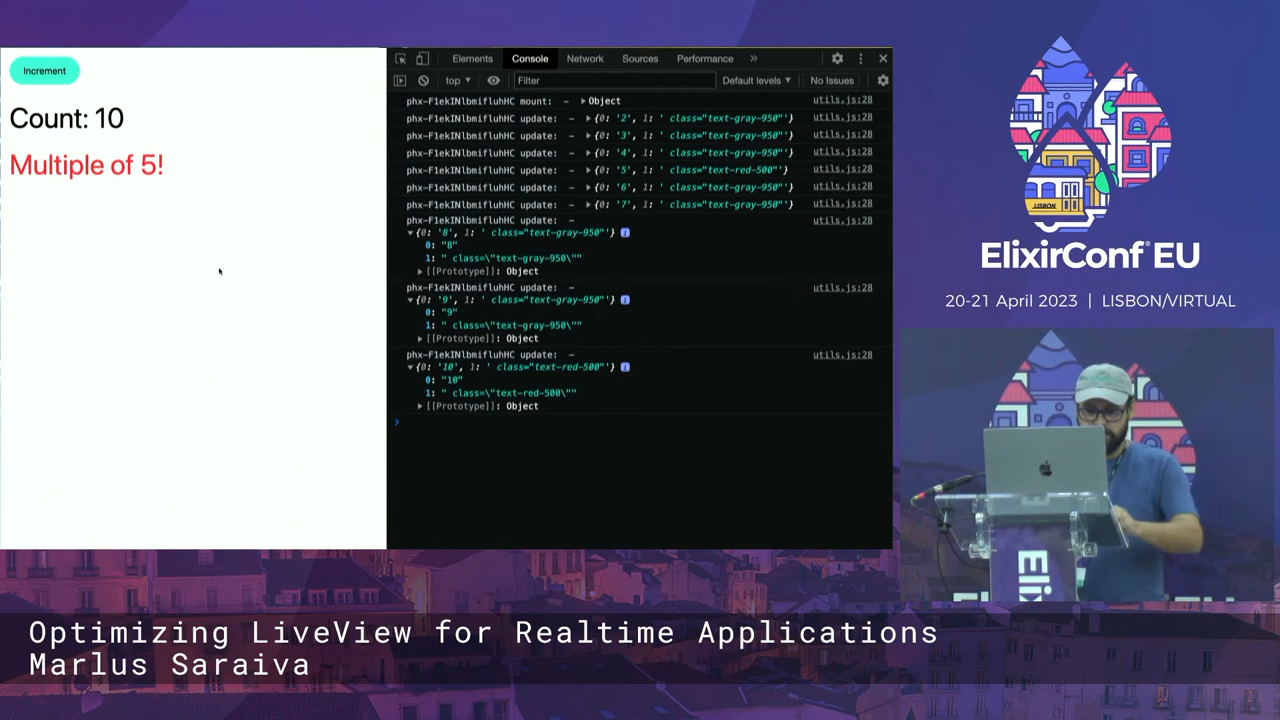 Increment
Count: 10
Multiple of 5!
Elements Console Network Sources Performance »
top ▼ Filter Default levels ▼ No Issues
phx-F1ekINlbmifluhHC mount: – ▶Object utils.js:28
phx-F1ekINlbmifluhHC update: – ▶{0: '2', 1: ' class="text-gray-950"'} utils.js:28
phx-F1ekINlbmifluhHC update: – ▶{0: '3', 1: ' class="text-gray-950"'} utils.js:28
phx-F1ekINlbmifluhHC update: – ▶{0: '4', 1: ' class="text-gray-950"'} utils.js:28
phx-F1ekINlbmifluhHC update: – ▶{0: '5', 1: ' class="text-red-500"'} utils.js:28
phx-F1ekINlbmifluhHC update: – ▶{0: '6', 1: ' class="text-gray-950"'} utils.js:28
phx-F1ekINlbmifluhHC update: – ▶{0: '7', 1: ' class="text-gray-950"'} utils.js:28
phx-F1ekINlbmifluhHC update: – utils.js:28
▼{0: '8', 1: ' class="text-gray-950"'} i
0: "8"
1: " class=\"text-gray-950\""
▶[[Prototype]]: Object
phx-F1ekINlbmifluhHC update: – utils.js:28
▼{0: '9', 1: ' class="text-gray-950"'} i
0: "9"
1: " class=\"text-gray-950\""
▶[[Prototype]]: Object
phx-F1ekINlbmifluhHC update: – utils.js:28
▼{0: '10', 1: ' class="text-red-500"'} i
0: "10"
1: " class=\"text-red-500\""
▶[[Prototype]]: Object
LISBON
ElixirConf® EU
20-21 April 2023 | LISBON/VIRTUAL
Elix
Optimizing LiveView for Realtime Applications
Marlus Saraiva